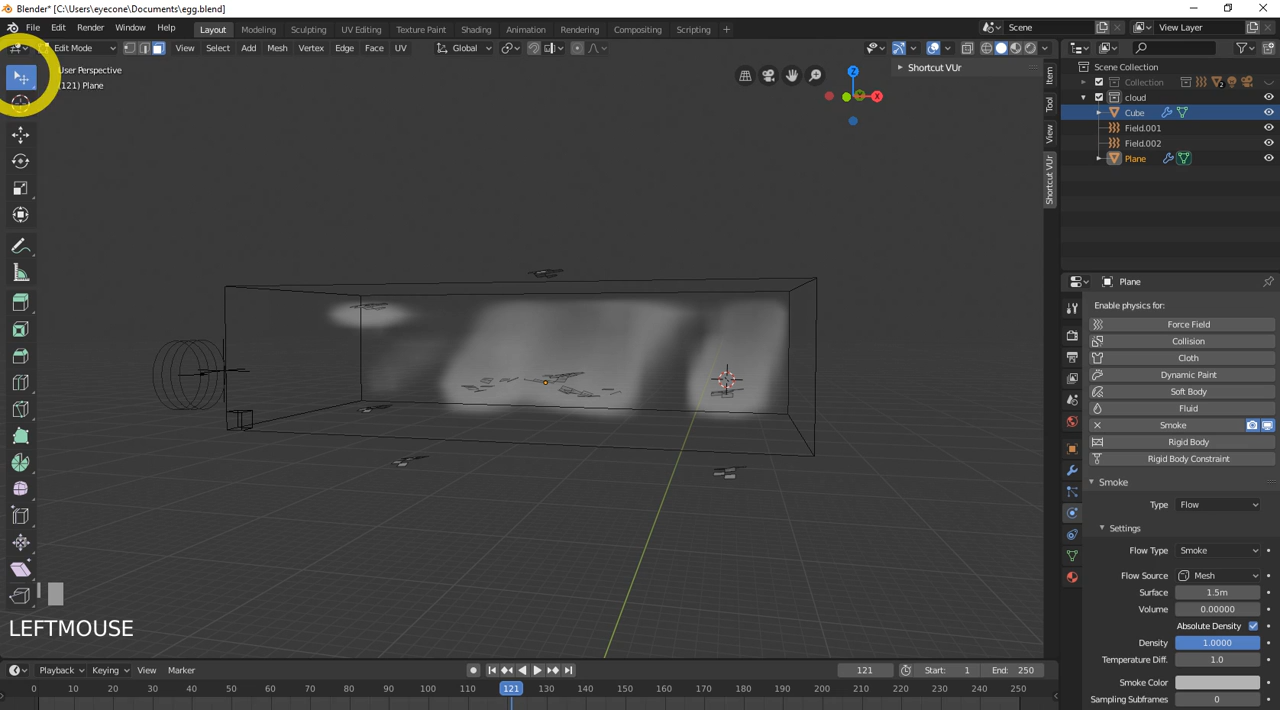 Blender* [C:\Users\eyecone\Documents\egg.blend]
File Edit Render Window Help Layout Modeling Sculpting UV Editing Texture Paint Shading Animation Rendering Compositing Scripting Scene View Layer
Edit Mode View Select Add Mesh Vertex Edge Face UV Global
User Perspective
(121) Plane
Shortcut VUr
Z
X
Item
Tool
View
Shortcut VUr
Scene Collection
Collection 2
cloud
Cube
Field.001
Field.002
Plane
Plane
Enable physics for:
Force Field
Collision
Cloth
Dynamic Paint
Soft Body
Fluid
Smoke
Rigid Body
Rigid Body Constraint
Smoke
Type Flow
Settings
Flow Type Smoke
Flow Source Mesh
Surface 1.5m
Volume 0.00000
Absolute Density
Density 1.0000
Temperature Diff. 1.0
Smoke Color
Sampling Subframes 0
LEFTMOUSE
Playback Keying View Marker 121 Start: 1 End: 250
0 10 20 30 40 50 60 70 80 90 100 110 121 130 140 150 160 170 180 190 200 210 220 230 240 250